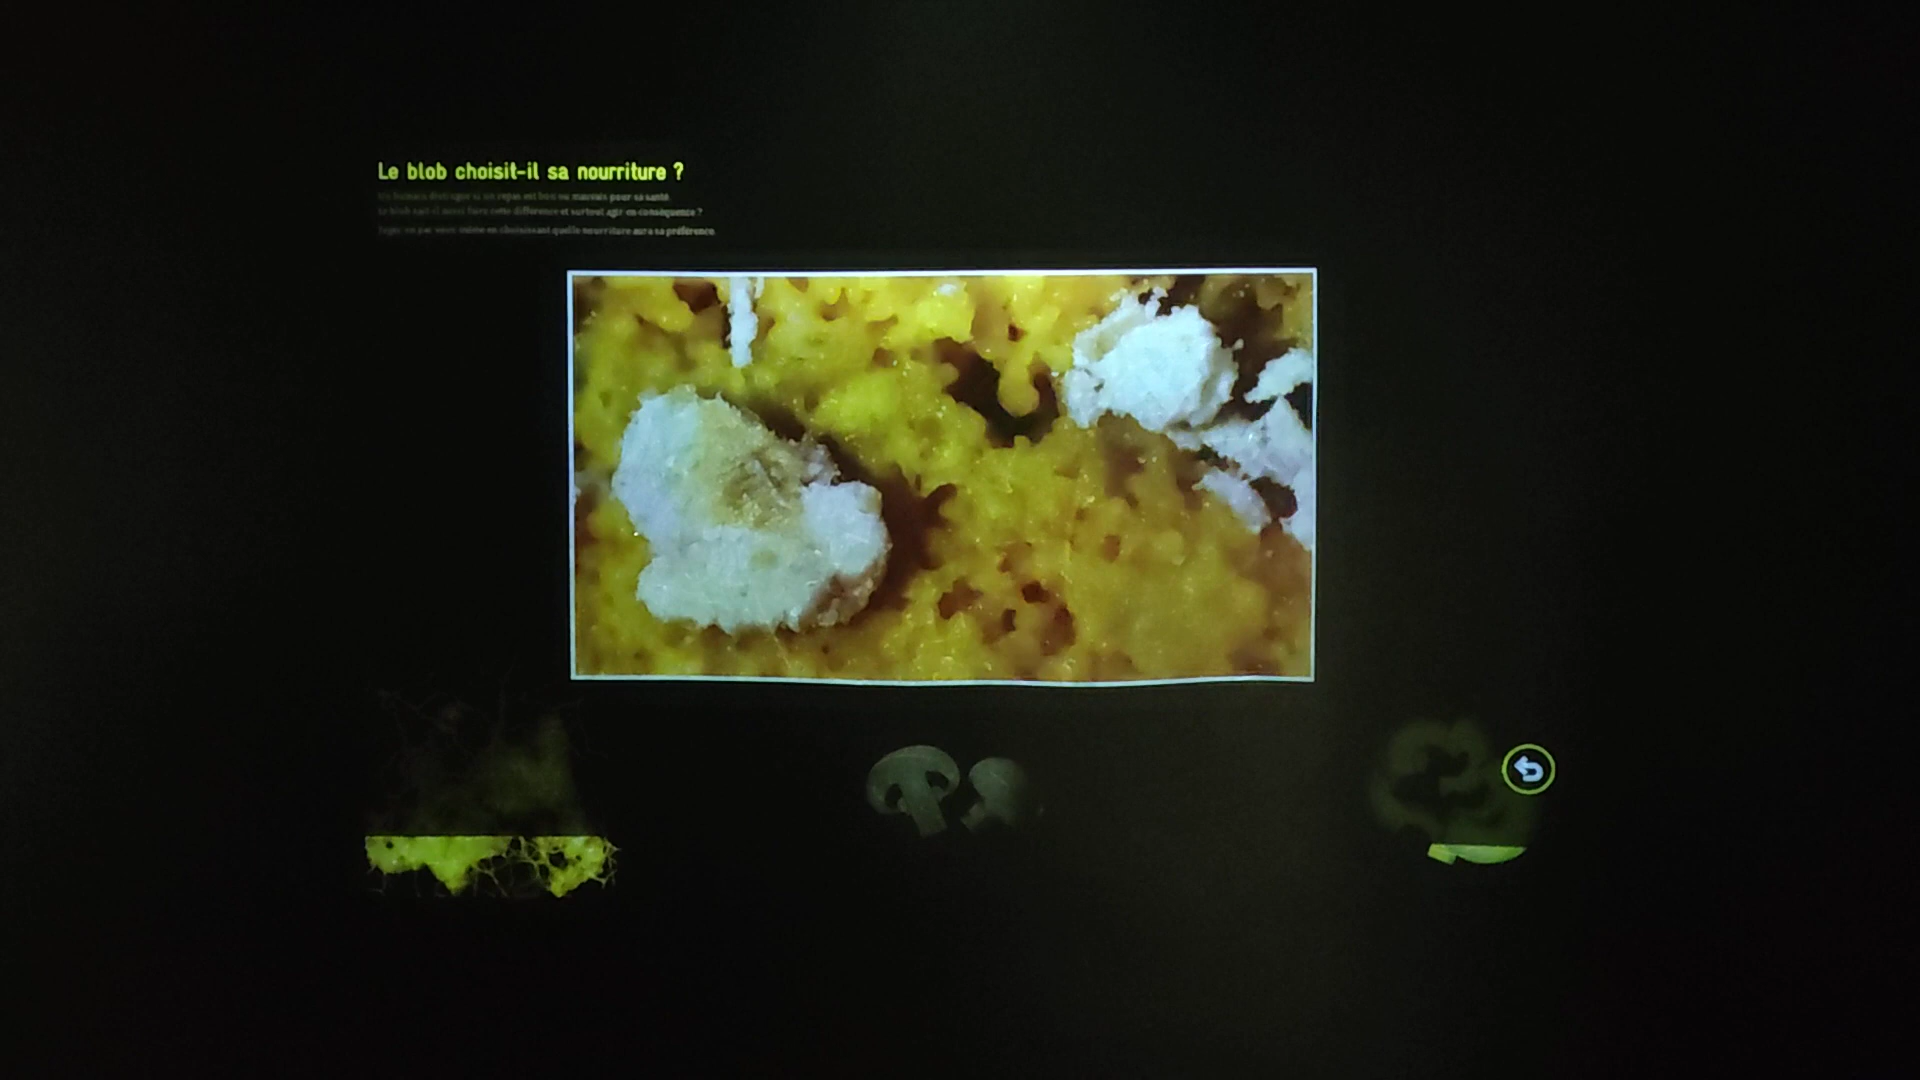 Le blob choisit-il sa nourriture ?
Un humain distingue si un repas est bon ou mauvais pour sa santé.
Le blob sait-il aussi faire cette différence et surtout agir en conséquence ?
Jugez-en par vous-même en choisissant quelle nourriture aura sa préférence.